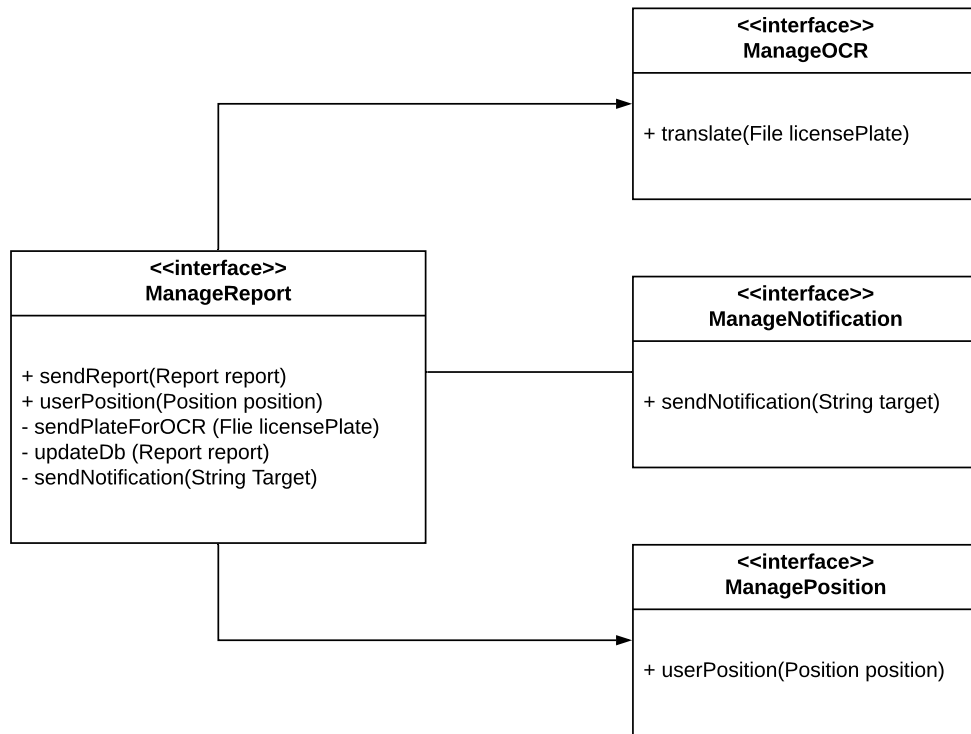 <<interface>>
ManageOCR
+ translate(File licensePlate)
<<interface>>
ManageReport
+ sendReport(Report report)
+ userPosition(Position position)
- sendPlateForOCR (Flie licensePlate)
- updateDb (Report report)
- sendNotification(String Target)
<<interface>>
ManageNotification
+ sendNotification(String target)
<<interface>>
ManagePosition
+ userPosition(Position position)